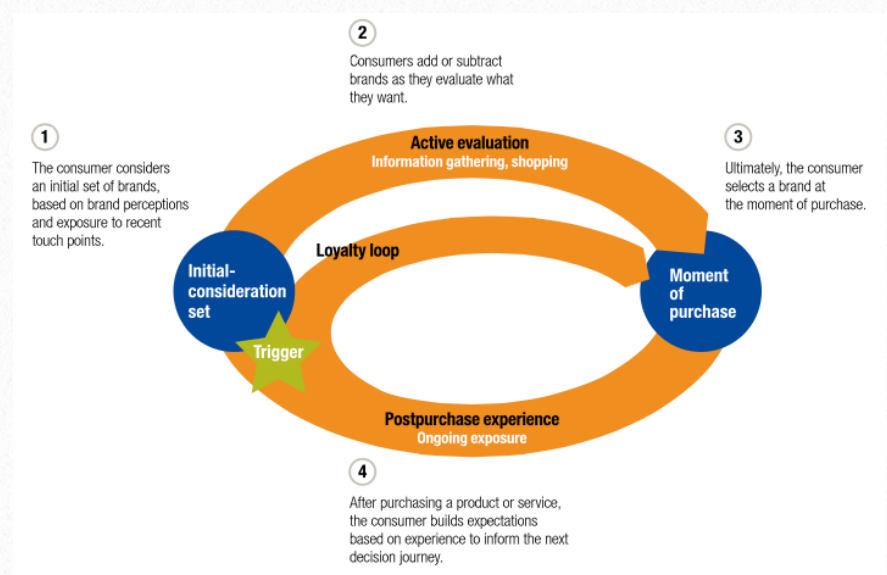 1
The consumer considers
an initial set of brands,
based on brand perceptions
and exposure to recent
touch points.
2
Consumers add or subtract
brands as they evaluate what
they want.
3
Ultimately, the consumer
selects a brand at
the moment of purchase.
Active evaluation
Information gathering, shopping
Loyalty loop
Initial-
consideration
set
Trigger
Moment
of
purchase
Postpurchase experience
Ongoing exposure
4
After purchasing a product or service,
the consumer builds expectations
based on experience to inform the next
decision journey.